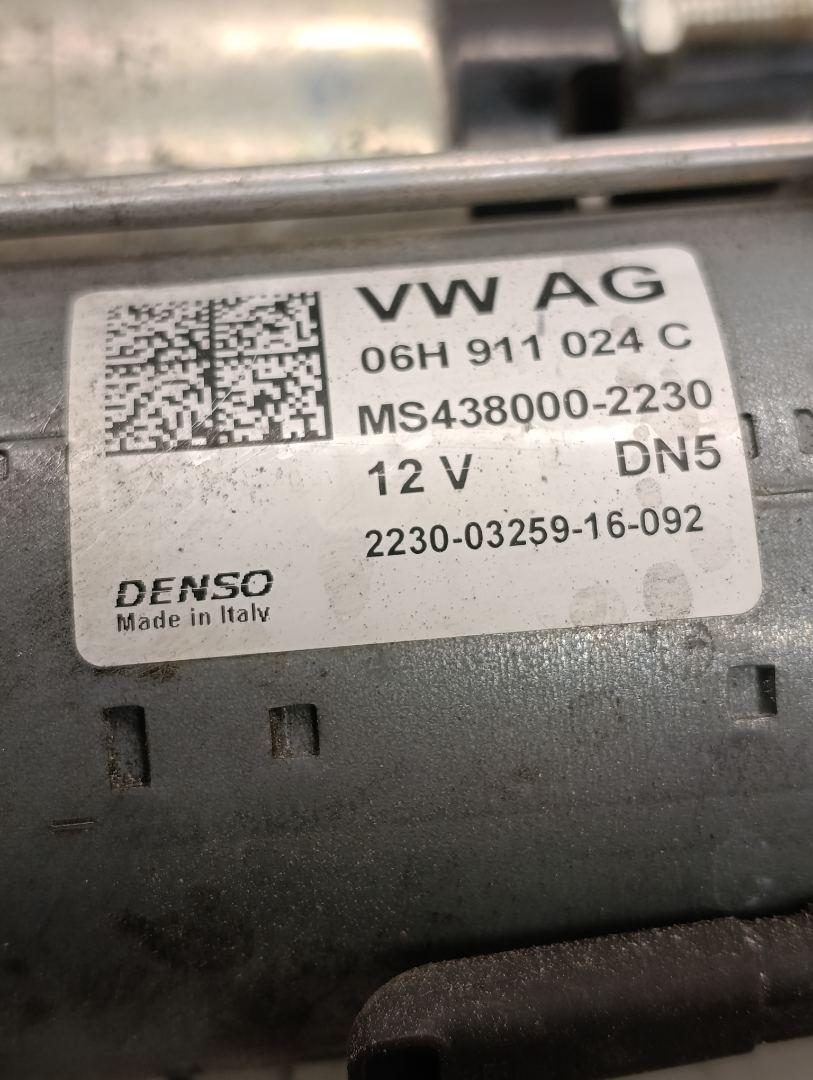 VW AG
06H 911 024 C
MS438000-2230
12 V DN5
2230-03259-16-092
DENSO
Made in Italy